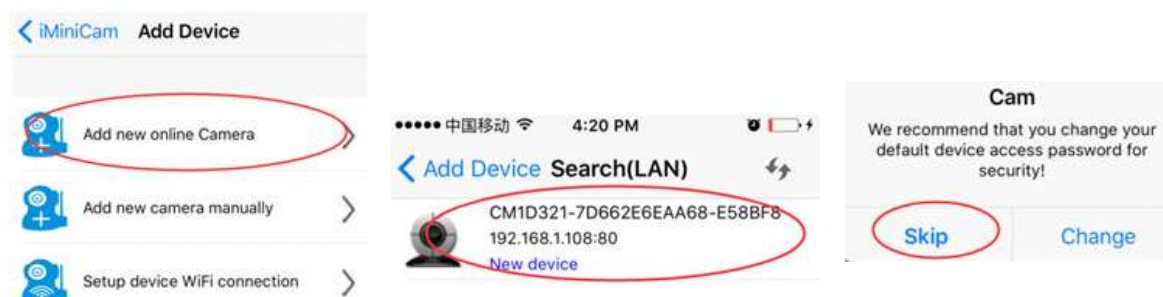 iMiniCam Add Device
Add new online Camera
Add new camera manually
Setup device WiFi connection
中国移动 4:20 PM
Add Device Search(LAN)
CM1D321-7D662E6EAA68-E58BF8
192.168.1.108:80
New device
Cam
We recommend that you change your
default device access password for
security!
Skip Change